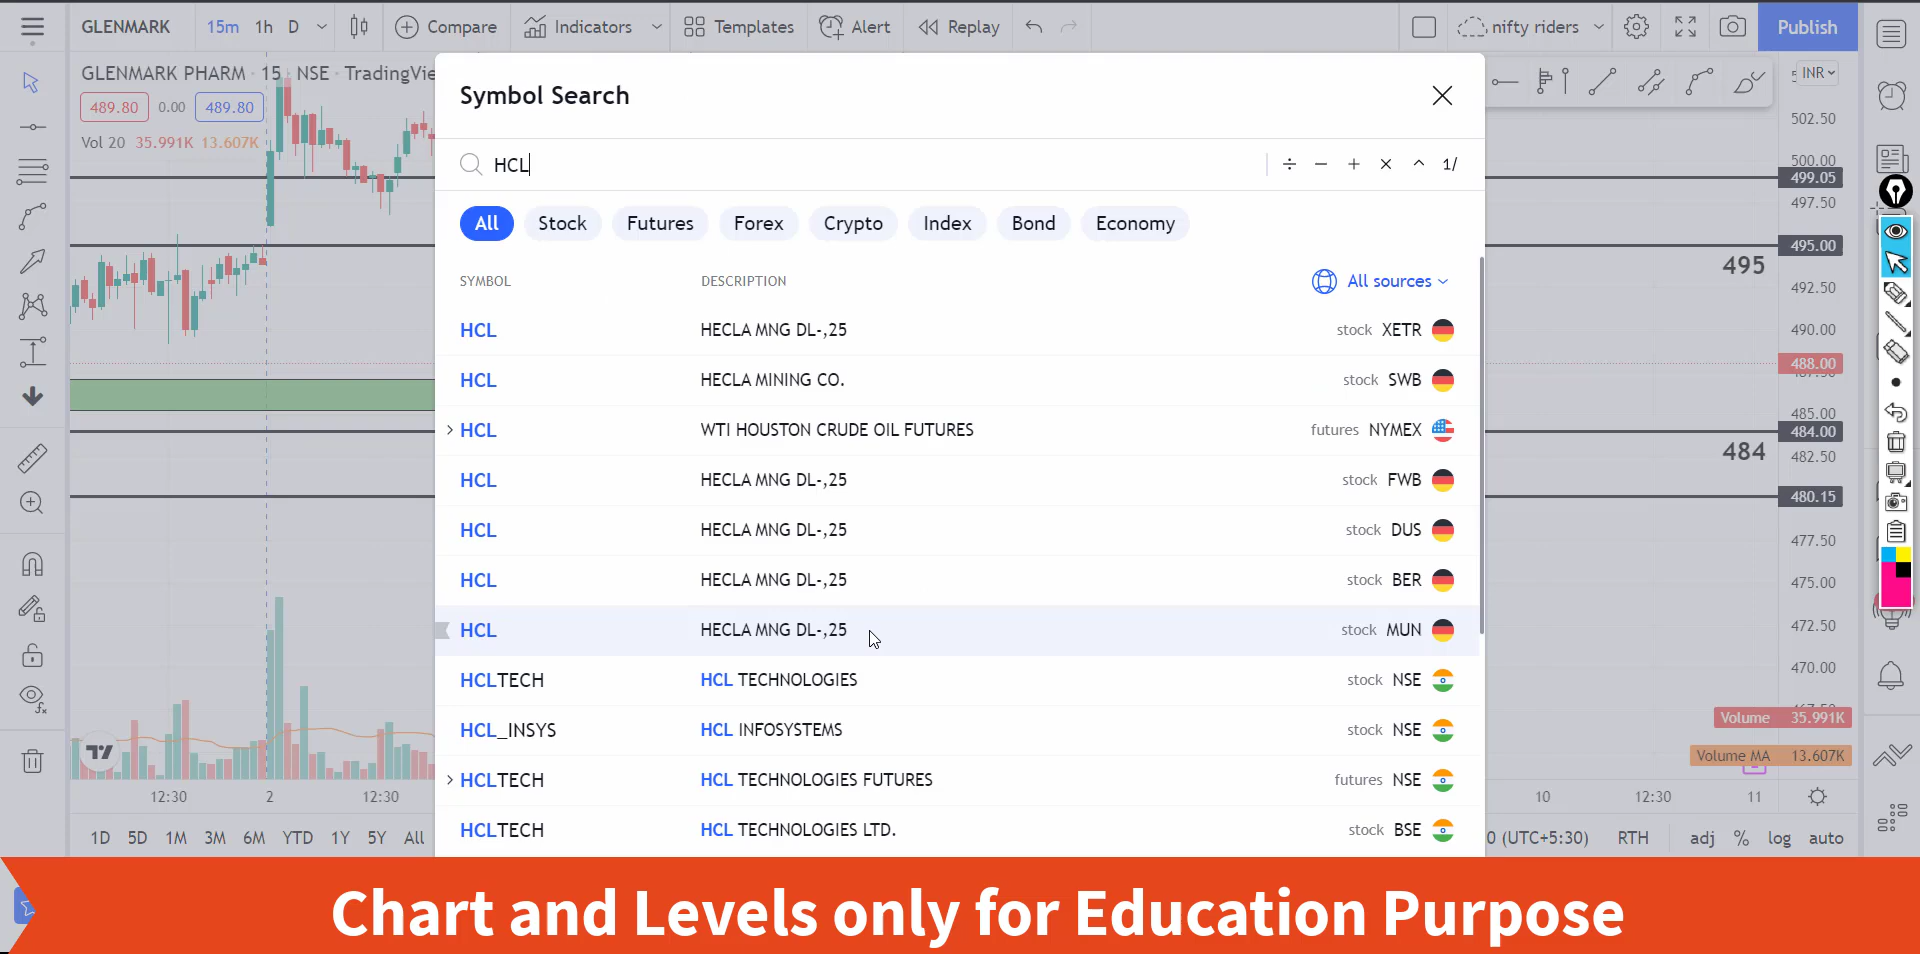 GLENMARK 15m 1h D Compare Indicators Templates Alert Replay nifty riders Publish
GLENMARK PHARM · 15 · NSE · TradingVie
INR
489.80 0.00 489.80
Vol 20 35.991K 13.607K
Symbol Search
HCL
÷ − + × ^ 1/
All Stock Futures Forex Crypto Index Bond Economy
SYMBOL DESCRIPTION All sources
HCL HECLA MNG DL-,25 stock XETR
HCL HECLA MINING CO. stock SWB
HCL WTI HOUSTON CRUDE OIL FUTURES futures NYMEX
HCL HECLA MNG DL-,25 stock FWB
HCL HECLA MNG DL-,25 stock DUS
HCL HECLA MNG DL-,25 stock BER
HCL HECLA MNG DL-,25 stock MUN
HCLTECH HCL TECHNOLOGIES stock NSE
HCL_INSYS HCL INFOSYSTEMS stock NSE
HCLTECH HCL TECHNOLOGIES FUTURES futures NSE
HCLTECH HCL TECHNOLOGIES LTD. stock BSE
502.50
500.00
499.05
497.50
495.00
495
492.50
490.00
488.00
485.00
484.00
484
482.50
480.15
477.50
475.00
472.50
470.00
Volume 35.991K
Volume MA 13.607K
12:30 2 12:30 10 12:30 11
1D 5D 1M 3M 6M YTD 1Y 5Y All 0 (UTC+5:30) RTH adj % log auto
Chart and Levels only for Education Purpose